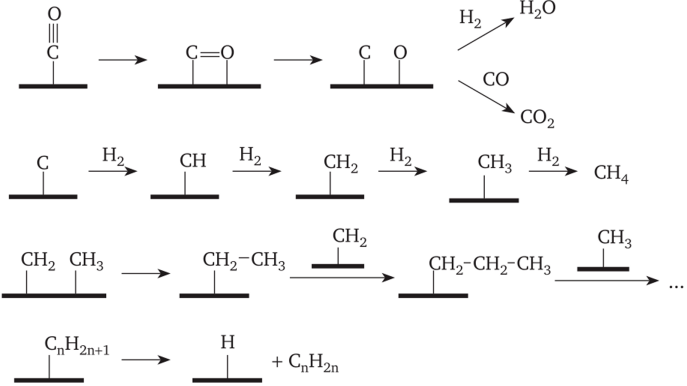 O
C
C=O
C O
H₂
H₂O
CO
CO₂
C H₂ CH H₂ CH₂ H₂ CH₃ H₂ CH₄
CH₂ CH₃ CH₂-CH₃ CH₂ CH₂-CH₂-CH₃ CH₃ ...
CₙH₂ₙ₊₁ H + CₙH₂ₙ